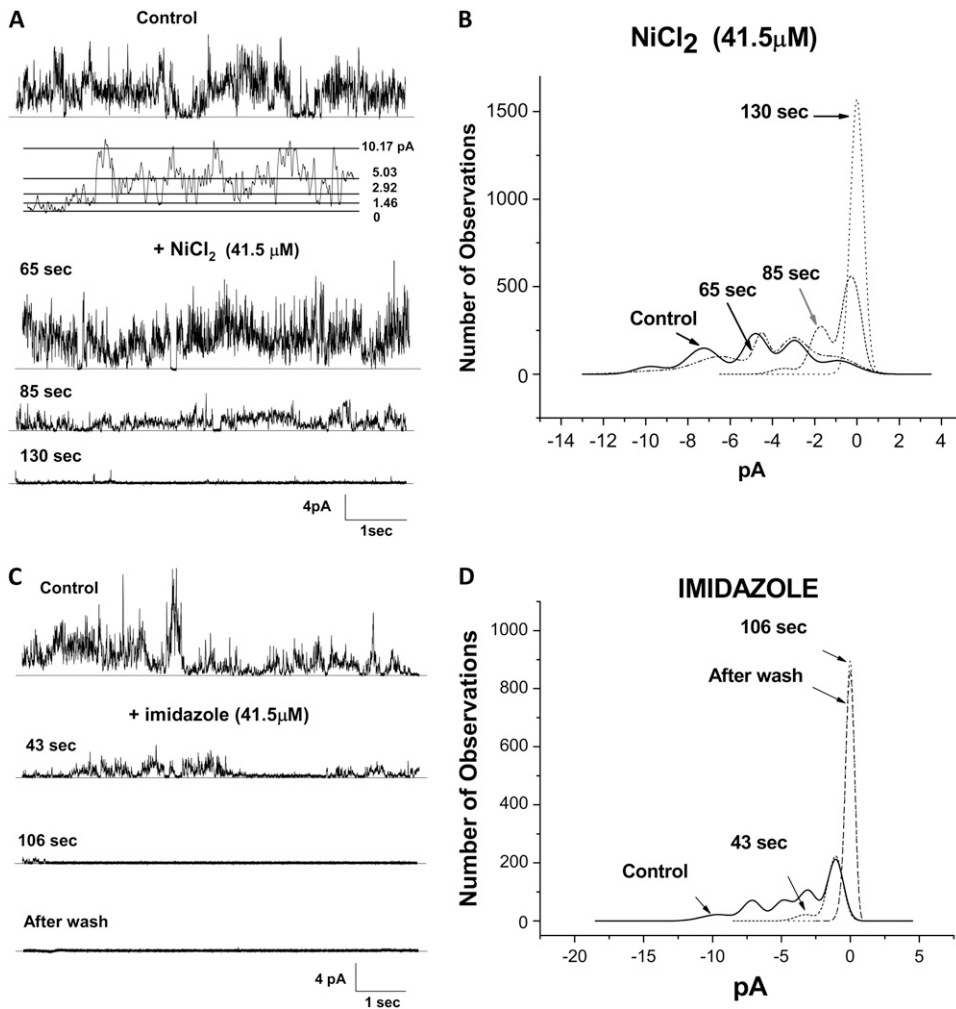 A
Control
10.17 pA
5.03
2.92
1.46
0
+ NiCl2 (41.5 μM)
65 sec
85 sec
130 sec
4pA
1sec
B
NiCl2 (41.5μM)
Number of Observations
1500
1000
500
0
130 sec
85 sec
65 sec
Control
-14 -12 -10 -8 -6 -4 -2 0 2 4
pA
C
Control
+ imidazole (41.5μM)
43 sec
106 sec
After wash
4 pA
1 sec
D
IMIDAZOLE
Number of Observations
1000
800
600
400
200
0
106 sec
After wash
43 sec
Control
-20 -15 -10 -5 0 5
pA